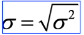 σ = √σ²